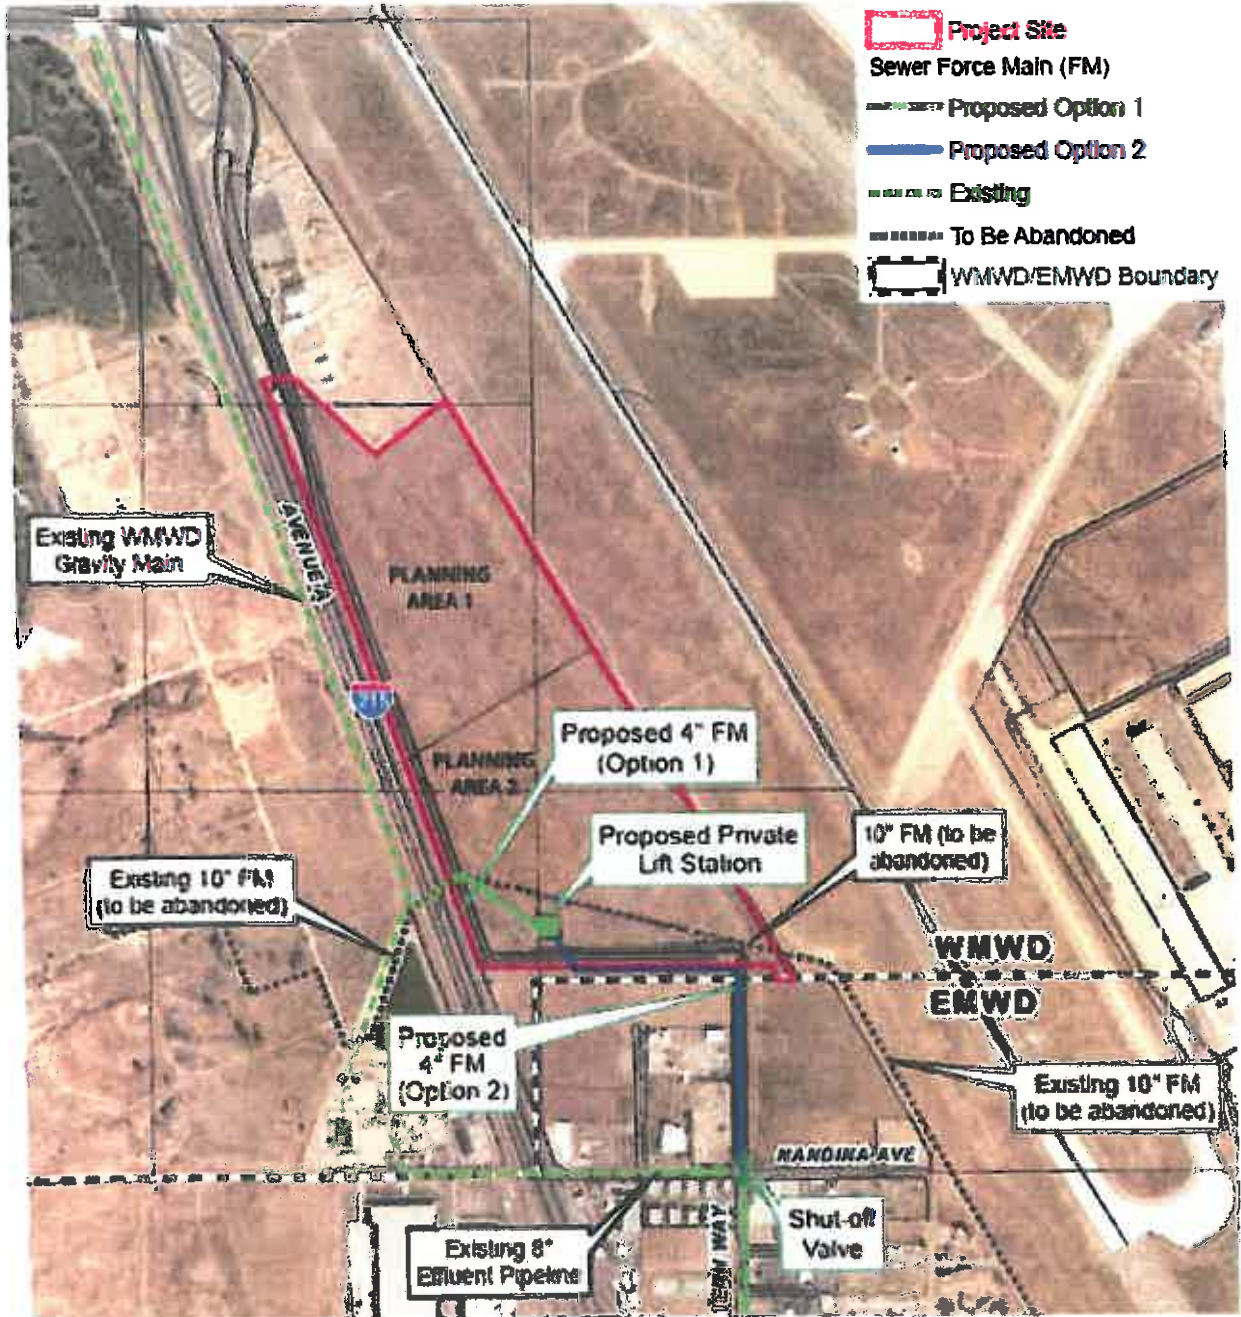 Project Site
Sewer Force Main (FM)
Proposed Option 1
Proposed Option 2
Existing
To Be Abandoned
WMWD/EMWD Boundary
AVENUE A
Existing WMWD
Gravity Main
PLANNING
AREA 1
215
Proposed 4" FM
(Option 1)
PLANNING
AREA 2
Proposed Private
Lift Station
10" FM (to be
abandoned)
Existing 10" FM
(to be abandoned)
WMWD
EMWD
Proposed
4" FM
(Option 2)
Existing 10" FM
(to be abandoned)
NANDINA AVE
Shut-off
Valve
WAY
Existing 8"
Effluent Pipeline